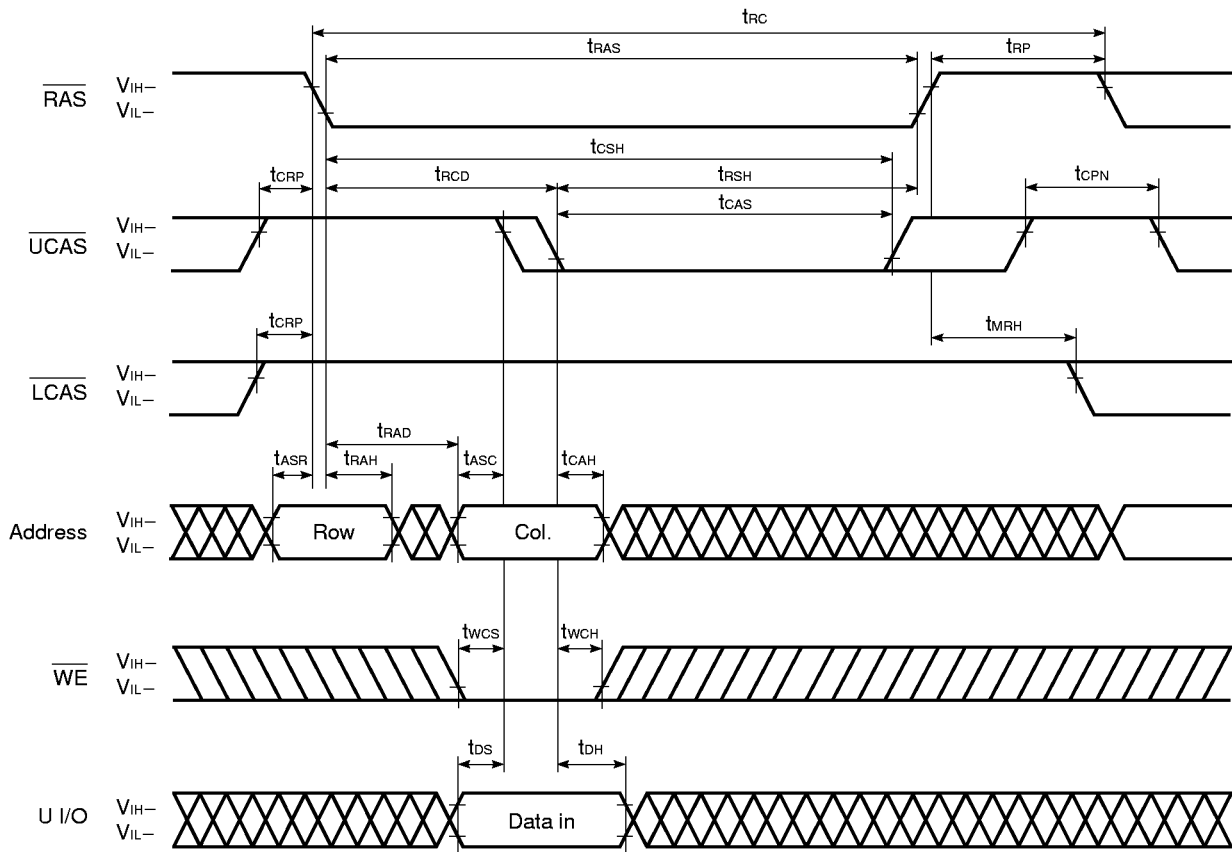 tRC
tRAS
tRP
RAS
VIH–
VIL–
tCSH
tCRP
tRCD
tRSH
tCPN
tCAS
UCAS
VIH–
VIL–
tCRP
tMRH
LCAS
VIH–
VIL–
tRAD
tASR
tRAH
tASC
tCAH
Address
VIH–
VIL–
Row
Col.
tWCS
tWCH
WE
VIH–
VIL–
tDS
tDH
U I/O
VIH–
VIL–
Data in